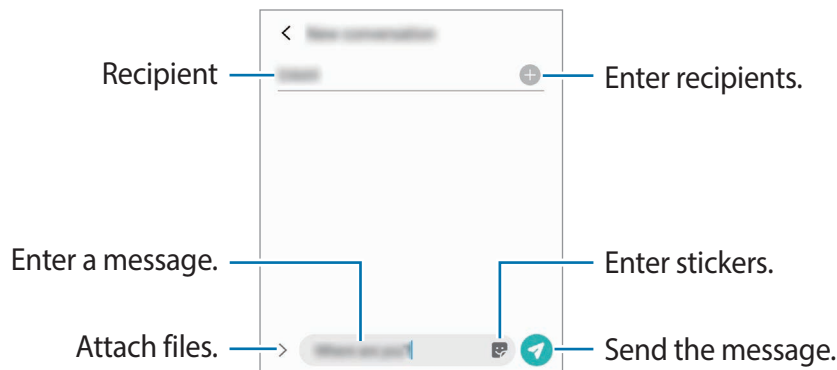 Recipient
Enter recipients.
Enter a message.
Enter stickers.
Attach files.
Send the message.